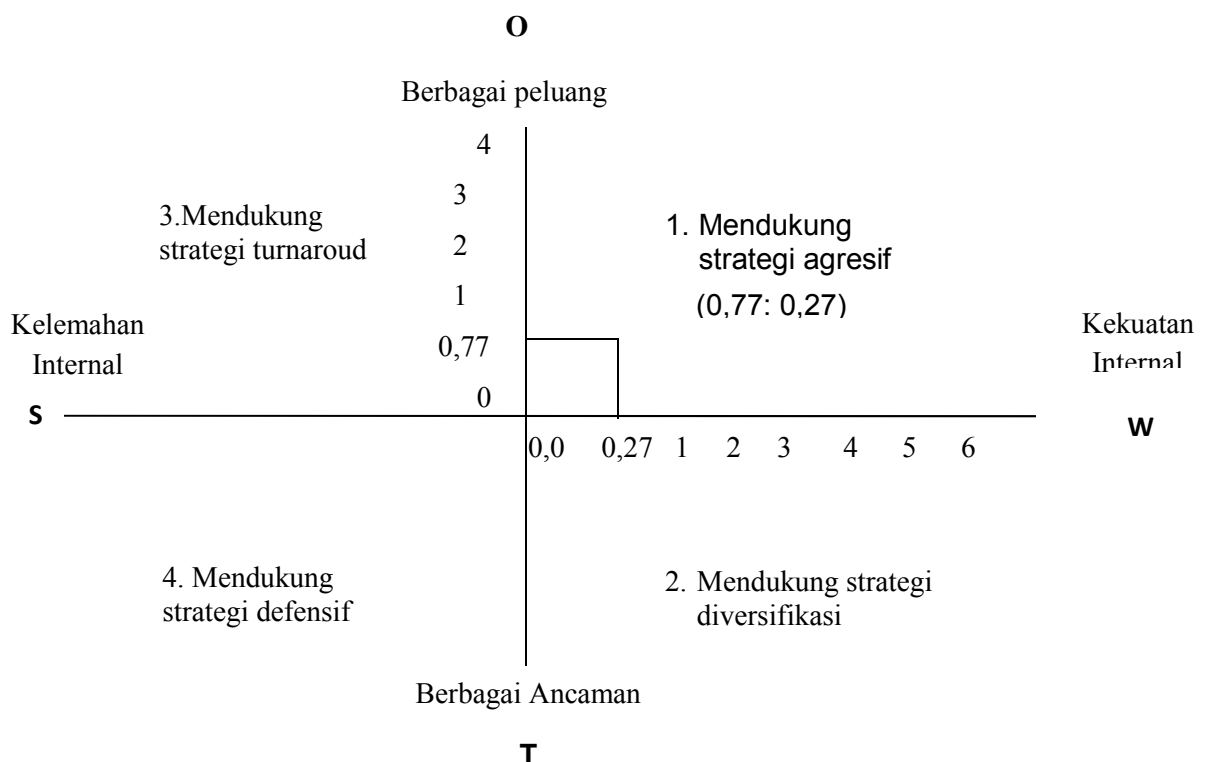 O
Berbagai peluang
4
3
2
1
0,77
0
3.Mendukung
strategi turnaroud
1. Mendukung
strategi agresif
(0,77: 0,27)
Kelemahan
Internal
S
Kekuatan
Internal
W
0,0 0,27 1 2 3 4 5 6
4. Mendukung
strategi defensif
2. Mendukung strategi
diversifikasi
Berbagai Ancaman
T